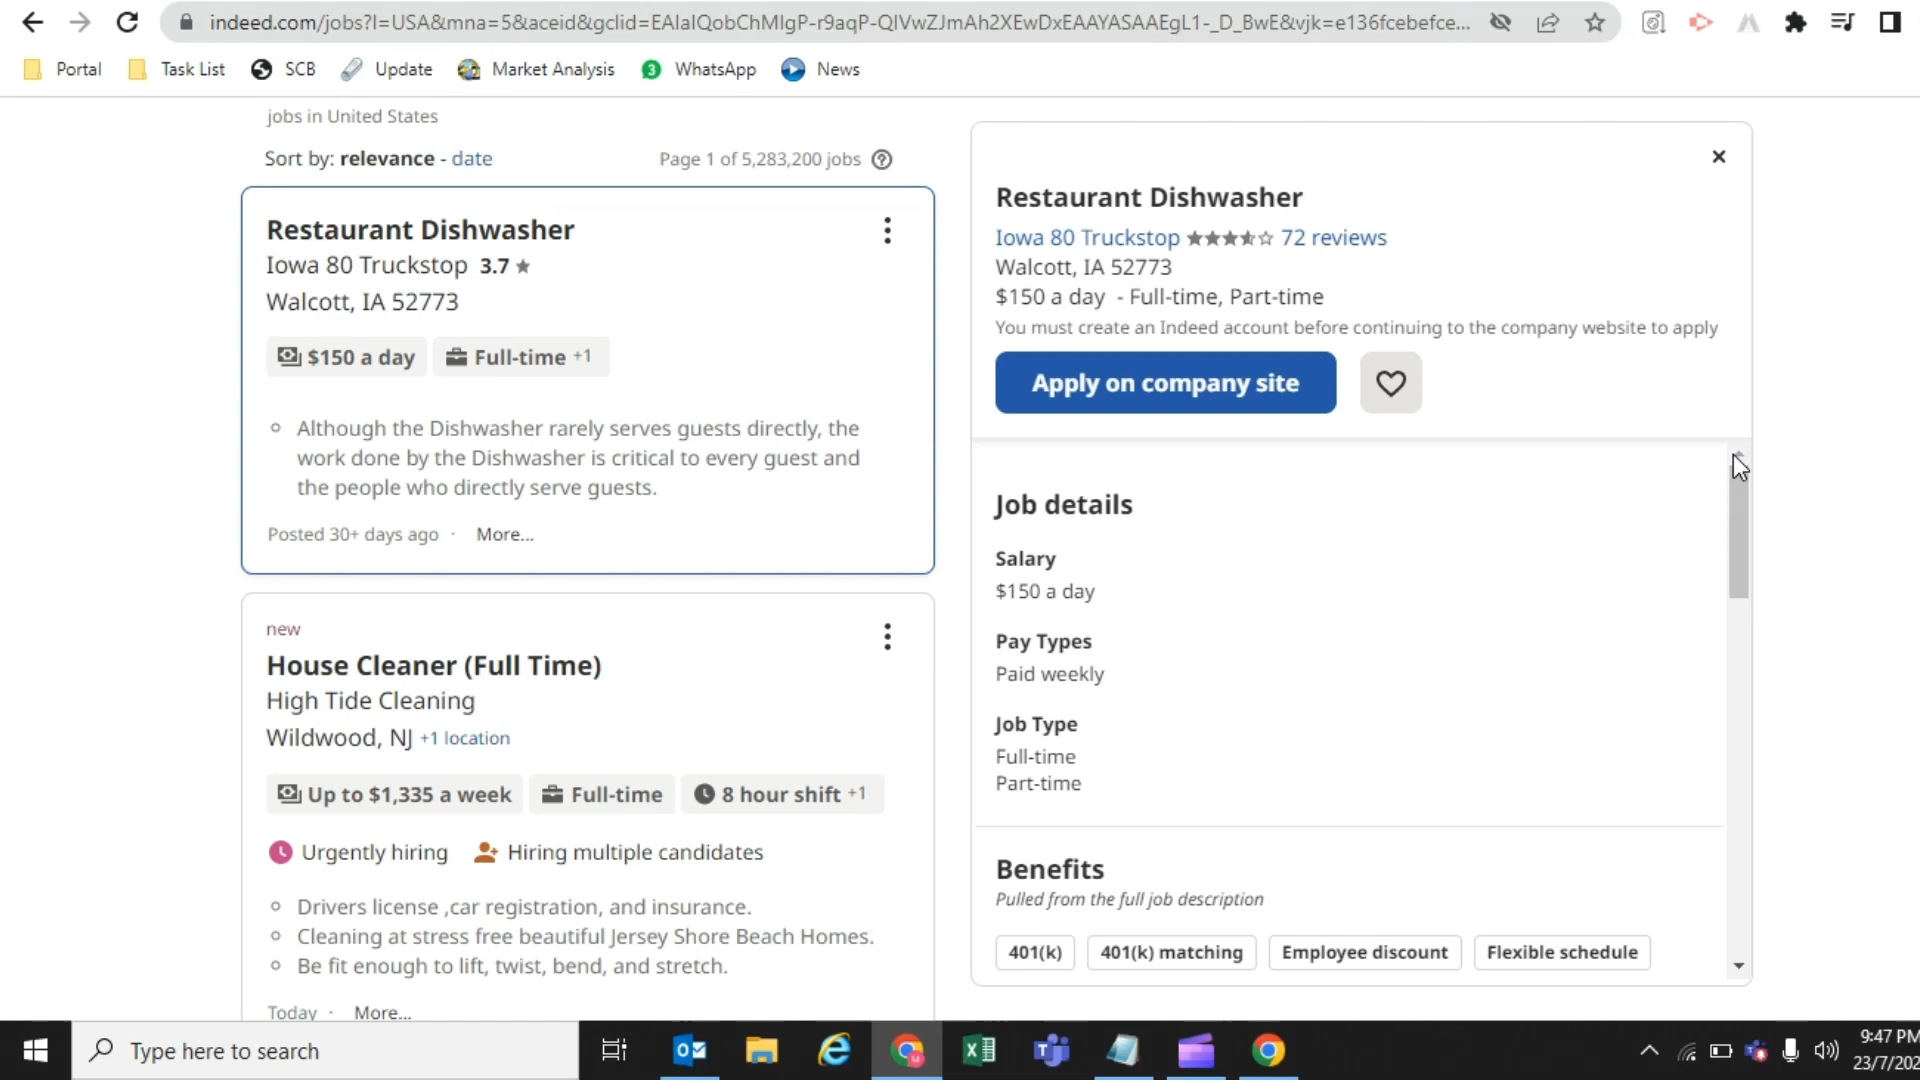 indeed.com/jobs?l=USA&mna=5&aceid&gclid=EAIaIQobChMIgP-r9aqP-QIVwZJmAh2XEwDxEAAYASAAEgL1-_D_BwE&vjk=e136fcebefce...
Portal
Task List
SCB
Update
Market Analysis
3
WhatsApp
News
jobs in United States
Sort by: relevance - date
Page 1 of 5,283,200 jobs
Restaurant Dishwasher
Iowa 80 Truckstop 3.7
Walcott, IA 52773
$150 a day
Full-time +1
Although the Dishwasher rarely serves guests directly, the
work done by the Dishwasher is critical to every guest and
the people who directly serve guests.
Posted 30+ days ago · More...
new
House Cleaner (Full Time)
High Tide Cleaning
Wildwood, NJ +1 location
Up to $1,335 a week
Full-time
8 hour shift +1
Urgently hiring
Hiring multiple candidates
Drivers license ,car registration, and insurance.
Cleaning at stress free beautiful Jersey Shore Beach Homes.
Be fit enough to lift, twist, bend, and stretch.
Today · More...
Restaurant Dishwasher
Iowa 80 Truckstop 72 reviews
Walcott, IA 52773
$150 a day - Full-time, Part-time
You must create an Indeed account before continuing to the company website to apply
Apply on company site
Job details
Salary
$150 a day
Pay Types
Paid weekly
Job Type
Full-time
Part-time
Benefits
Pulled from the full job description
401(k)
401(k) matching
Employee discount
Flexible schedule
Type here to search
9:47 PM
23/7/202